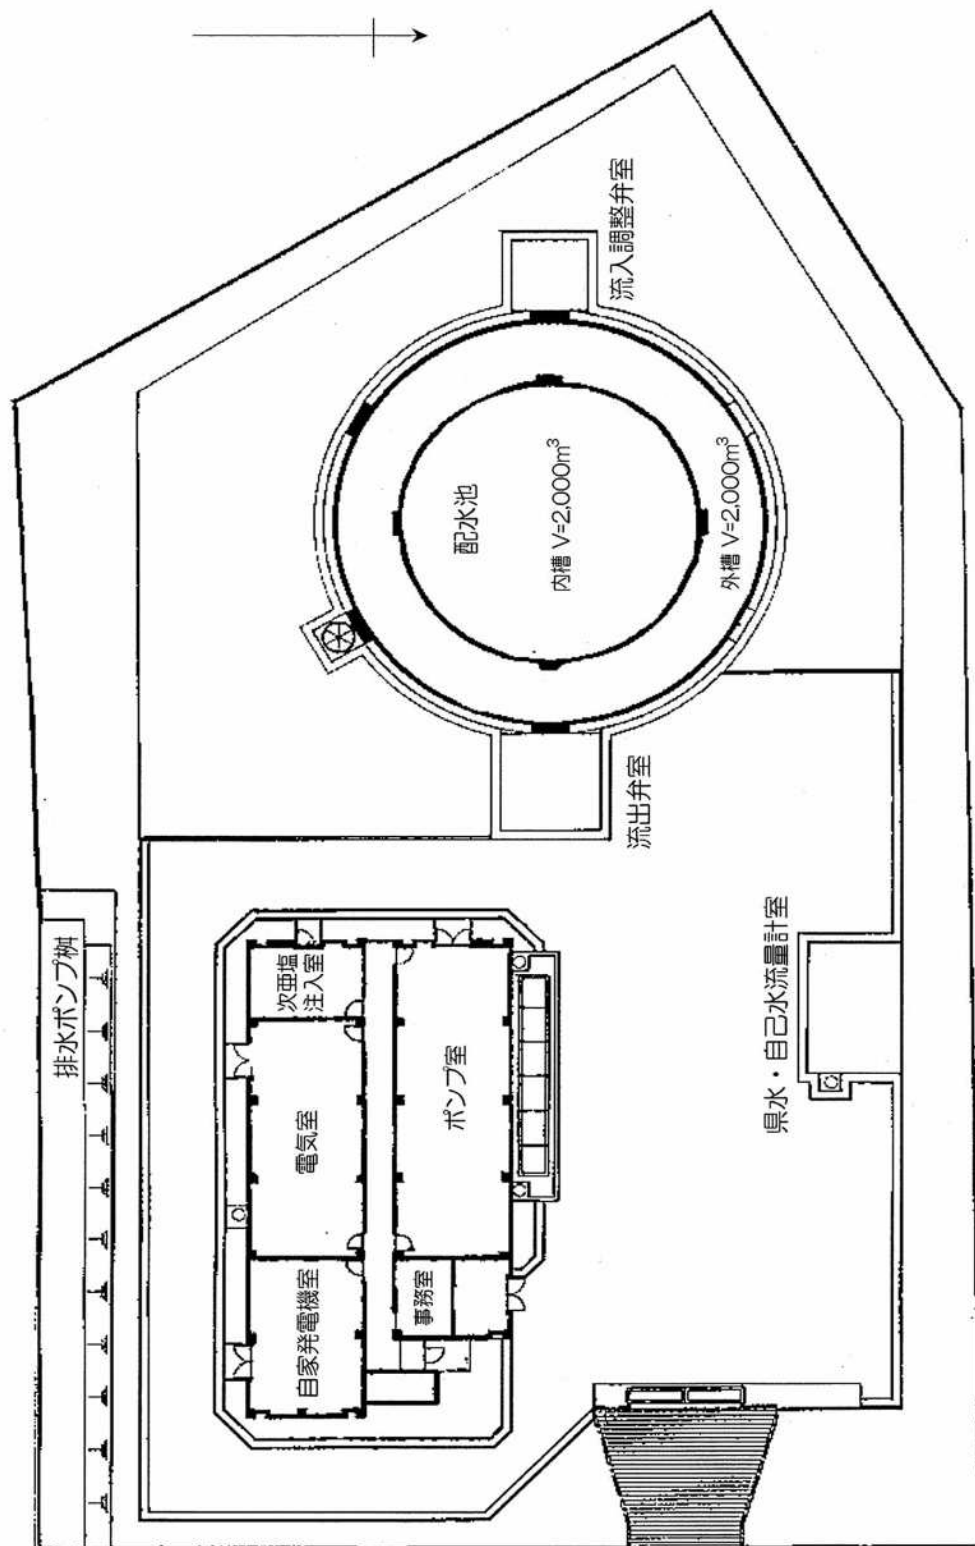 排水ポンプ桝
次亜塩
注入室
電気室
自家発電機室
ポンプ室
事務室
配水池
内槽 V=2,000m³
外槽 V=2,000m³
流入調整弁室
流出弁室
県水・自己水流量計室